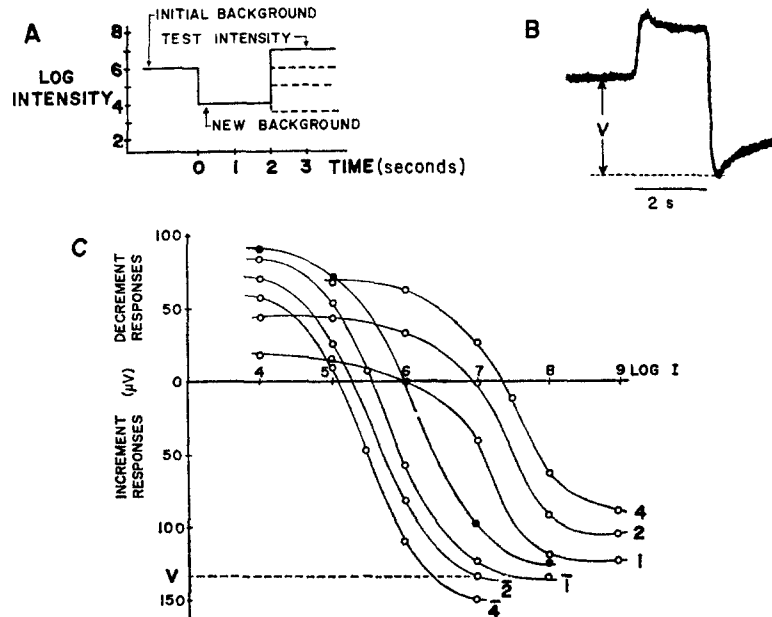 A
INITIAL BACKGROUND
TEST INTENSITY
8
6
4
2
LOG
INTENSITY
NEW BACKGROUND
0 1 2 3 TIME (seconds)
B
V
2 s
C
100
50
0
50
100
V
150
DECREMENT
RESPONSES
(µV)
INCREMENT
RESPONSES
4 5 6 7 8 9 LOG I
4
2
1
1̄
2̄
4̄